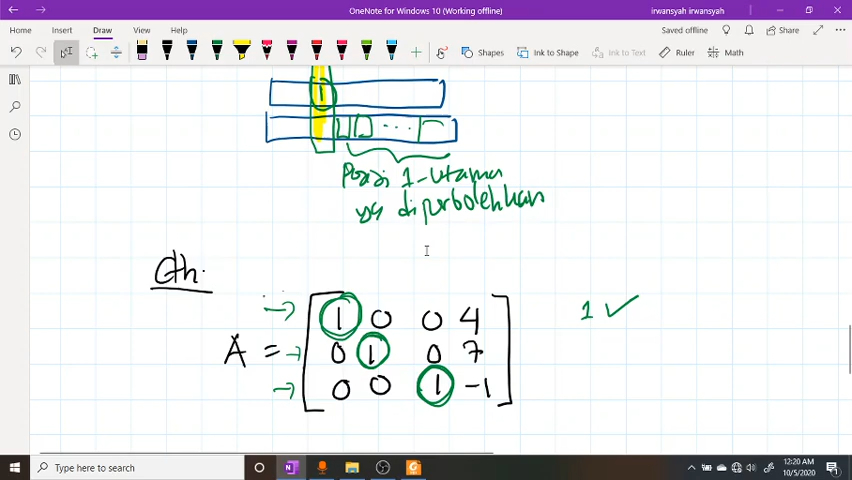 OneNote for Windows 10 (Working offline)
irwansyah irwansyah
Home Insert Draw View Help
Saved offline Share
Shapes Ink to Shape Ink to Text Ruler Math
1
Posisi 1-utama
yg diperbolehkan
Cth.
1 0 0 4
1 ✓
A = 0 1 0 7
0 0 1 -1
Type here to search
12:20 AM
10/5/2020